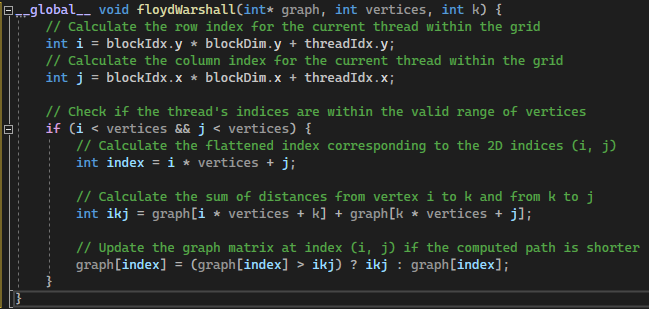 __global__ void floydWarshall(int* graph, int vertices, int k) {
    // Calculate the row index for the current thread within the grid
    int i = blockIdx.y * blockDim.y + threadIdx.y;
    // Calculate the column index for the current thread within the grid
    int j = blockIdx.x * blockDim.x + threadIdx.x;

    // Check if the thread's indices are within the valid range of vertices
    if (i < vertices && j < vertices) {
        // Calculate the flattened index corresponding to the 2D indices (i, j)
        int index = i * vertices + j;

        // Calculate the sum of distances from vertex i to k and from k to j
        int ikj = graph[i * vertices + k] + graph[k * vertices + j];

        // Update the graph matrix at index (i, j) if the computed path is shorter
        graph[index] = (graph[index] > ikj) ? ikj : graph[index];
    }
}